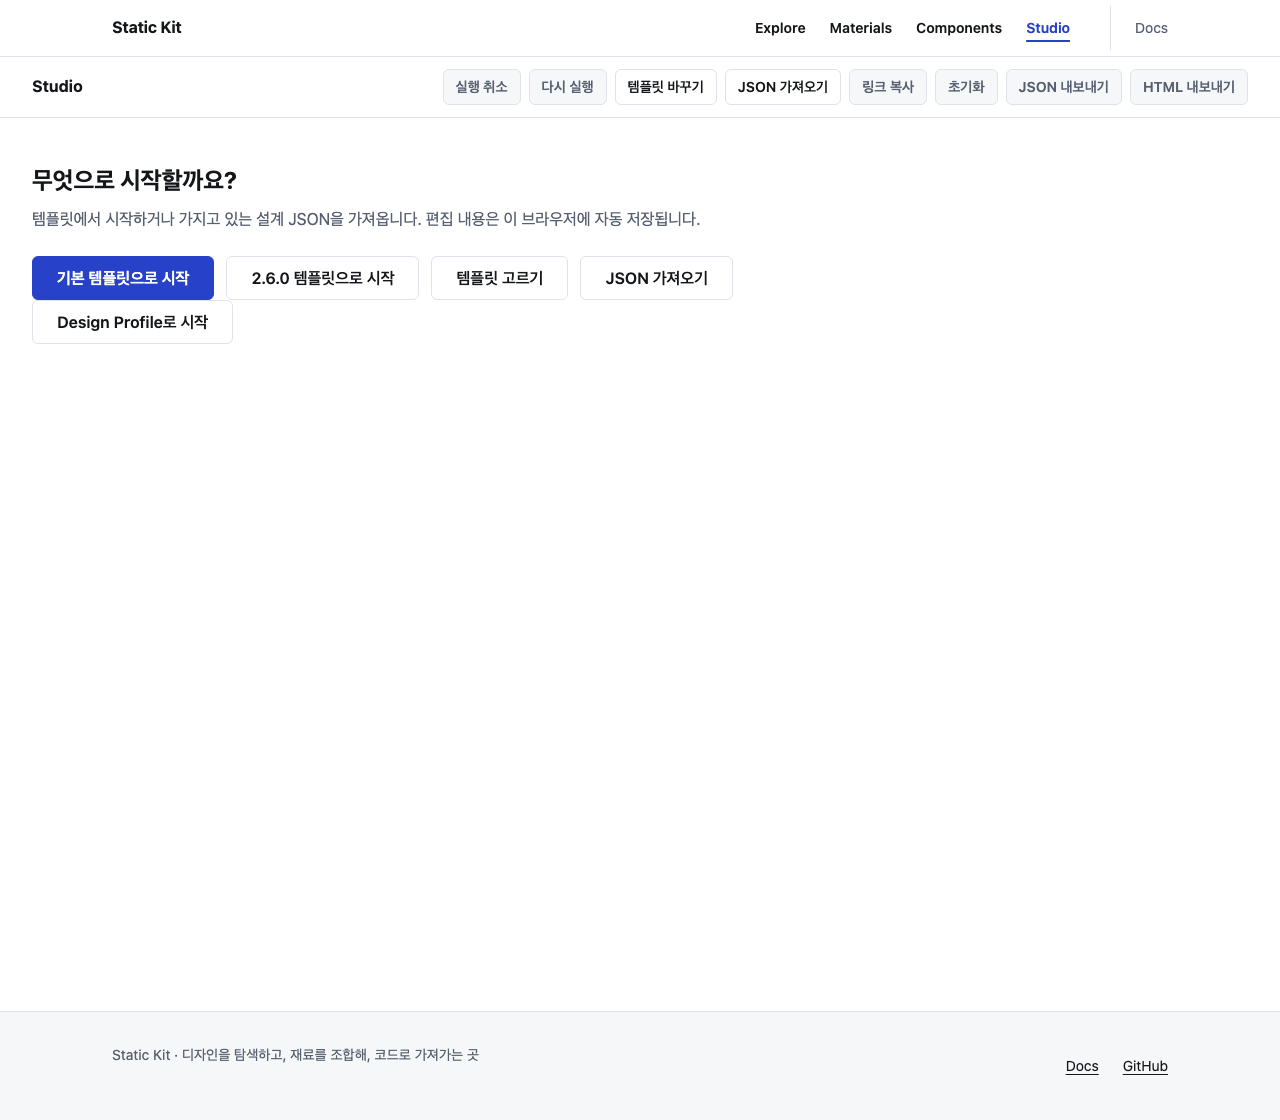 Static Kit
Explore Materials Components Studio Docs
Studio
실행 취소 다시 실행 템플릿 바꾸기 JSON 가져오기 링크 복사 초기화 JSON 내보내기 HTML 내보내기
무엇으로 시작할까요?
템플릿에서 시작하거나 가지고 있는 설계 JSON을 가져옵니다. 편집 내용은 이 브라우저에 자동 저장됩니다.
기본 템플릿으로 시작 2.6.0 템플릿으로 시작 템플릿 고르기 JSON 가져오기
Design Profile로 시작
Static Kit · 디자인을 탐색하고, 재료를 조합해, 코드로 가져가는 곳
Docs GitHub